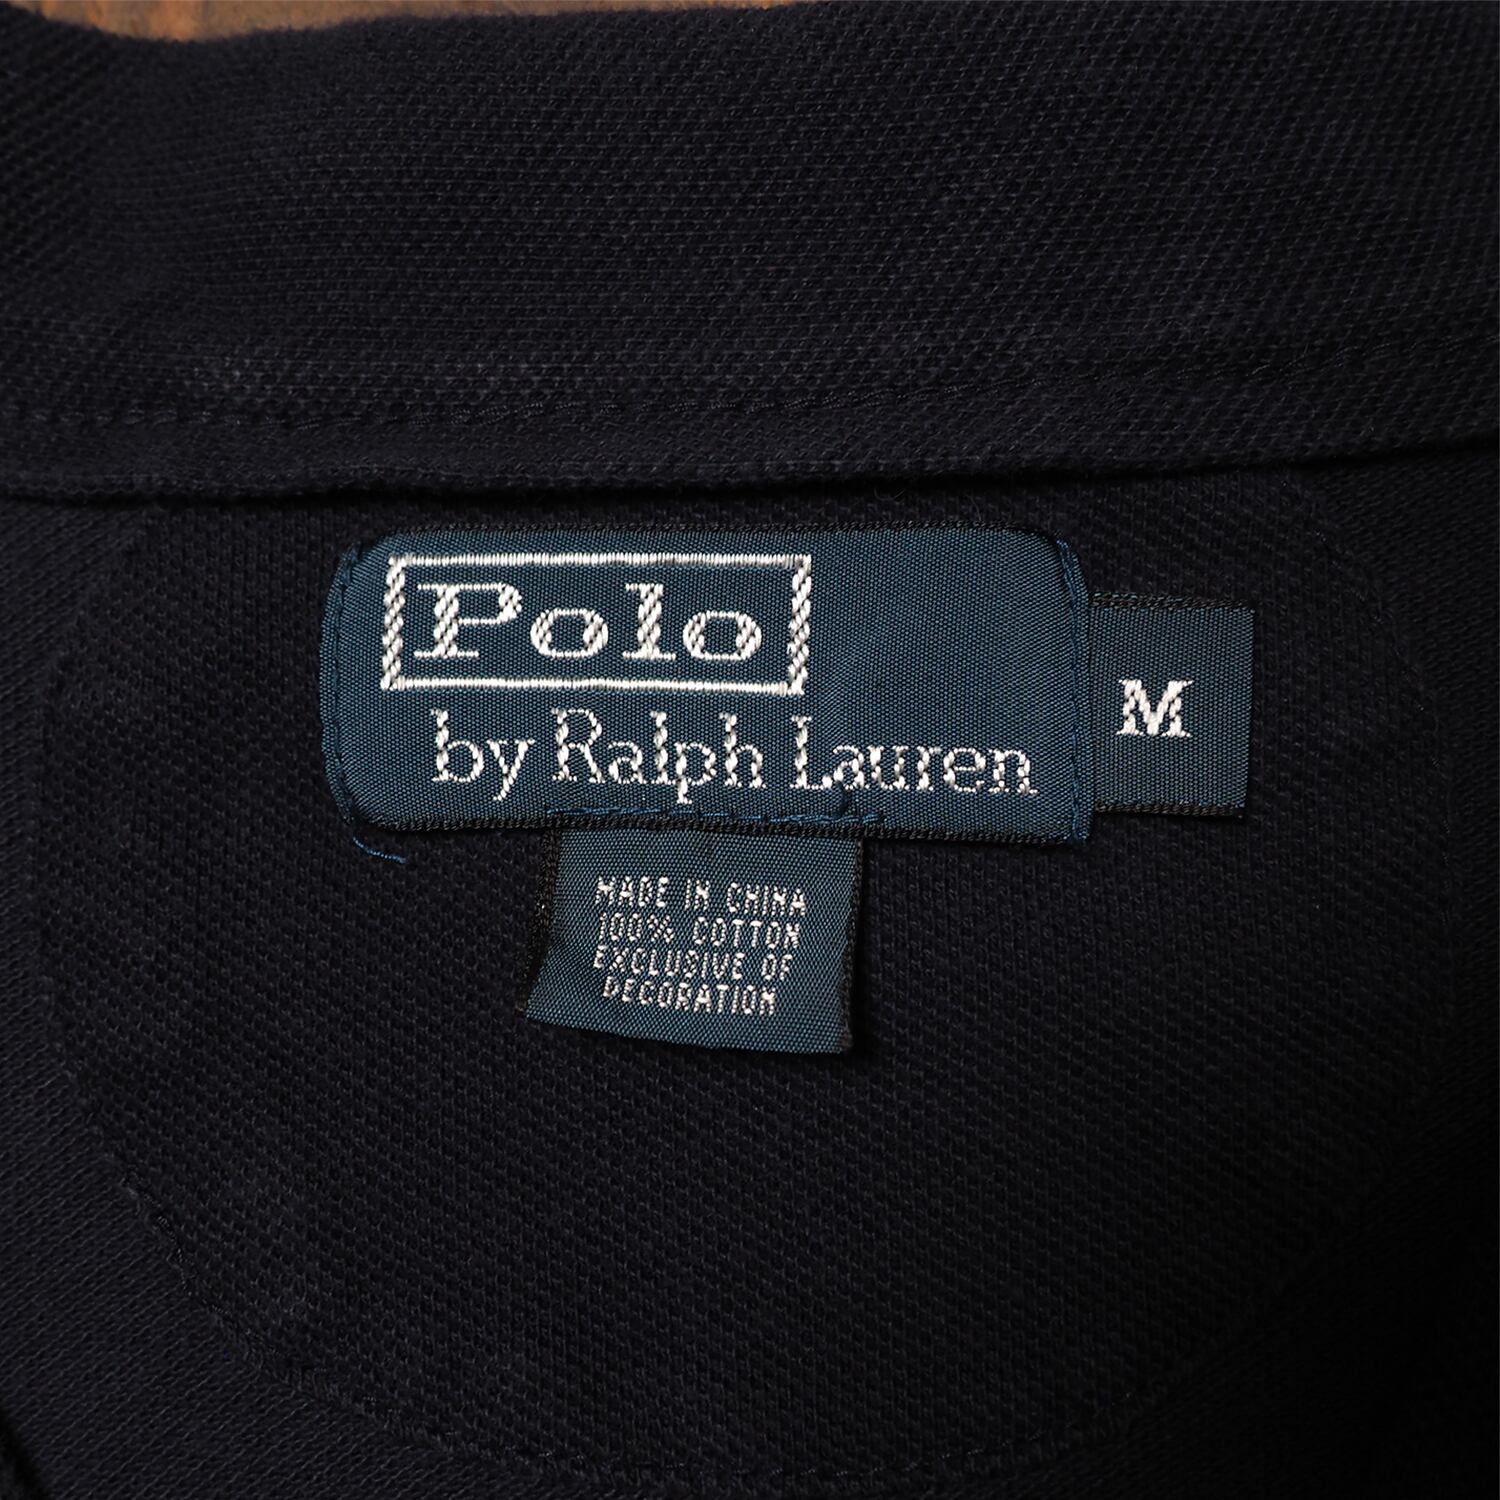 Polo
by Ralph Lauren
M
MADE IN CHINA
100% COTTON
EXCLUSIVE OF
DECORATION